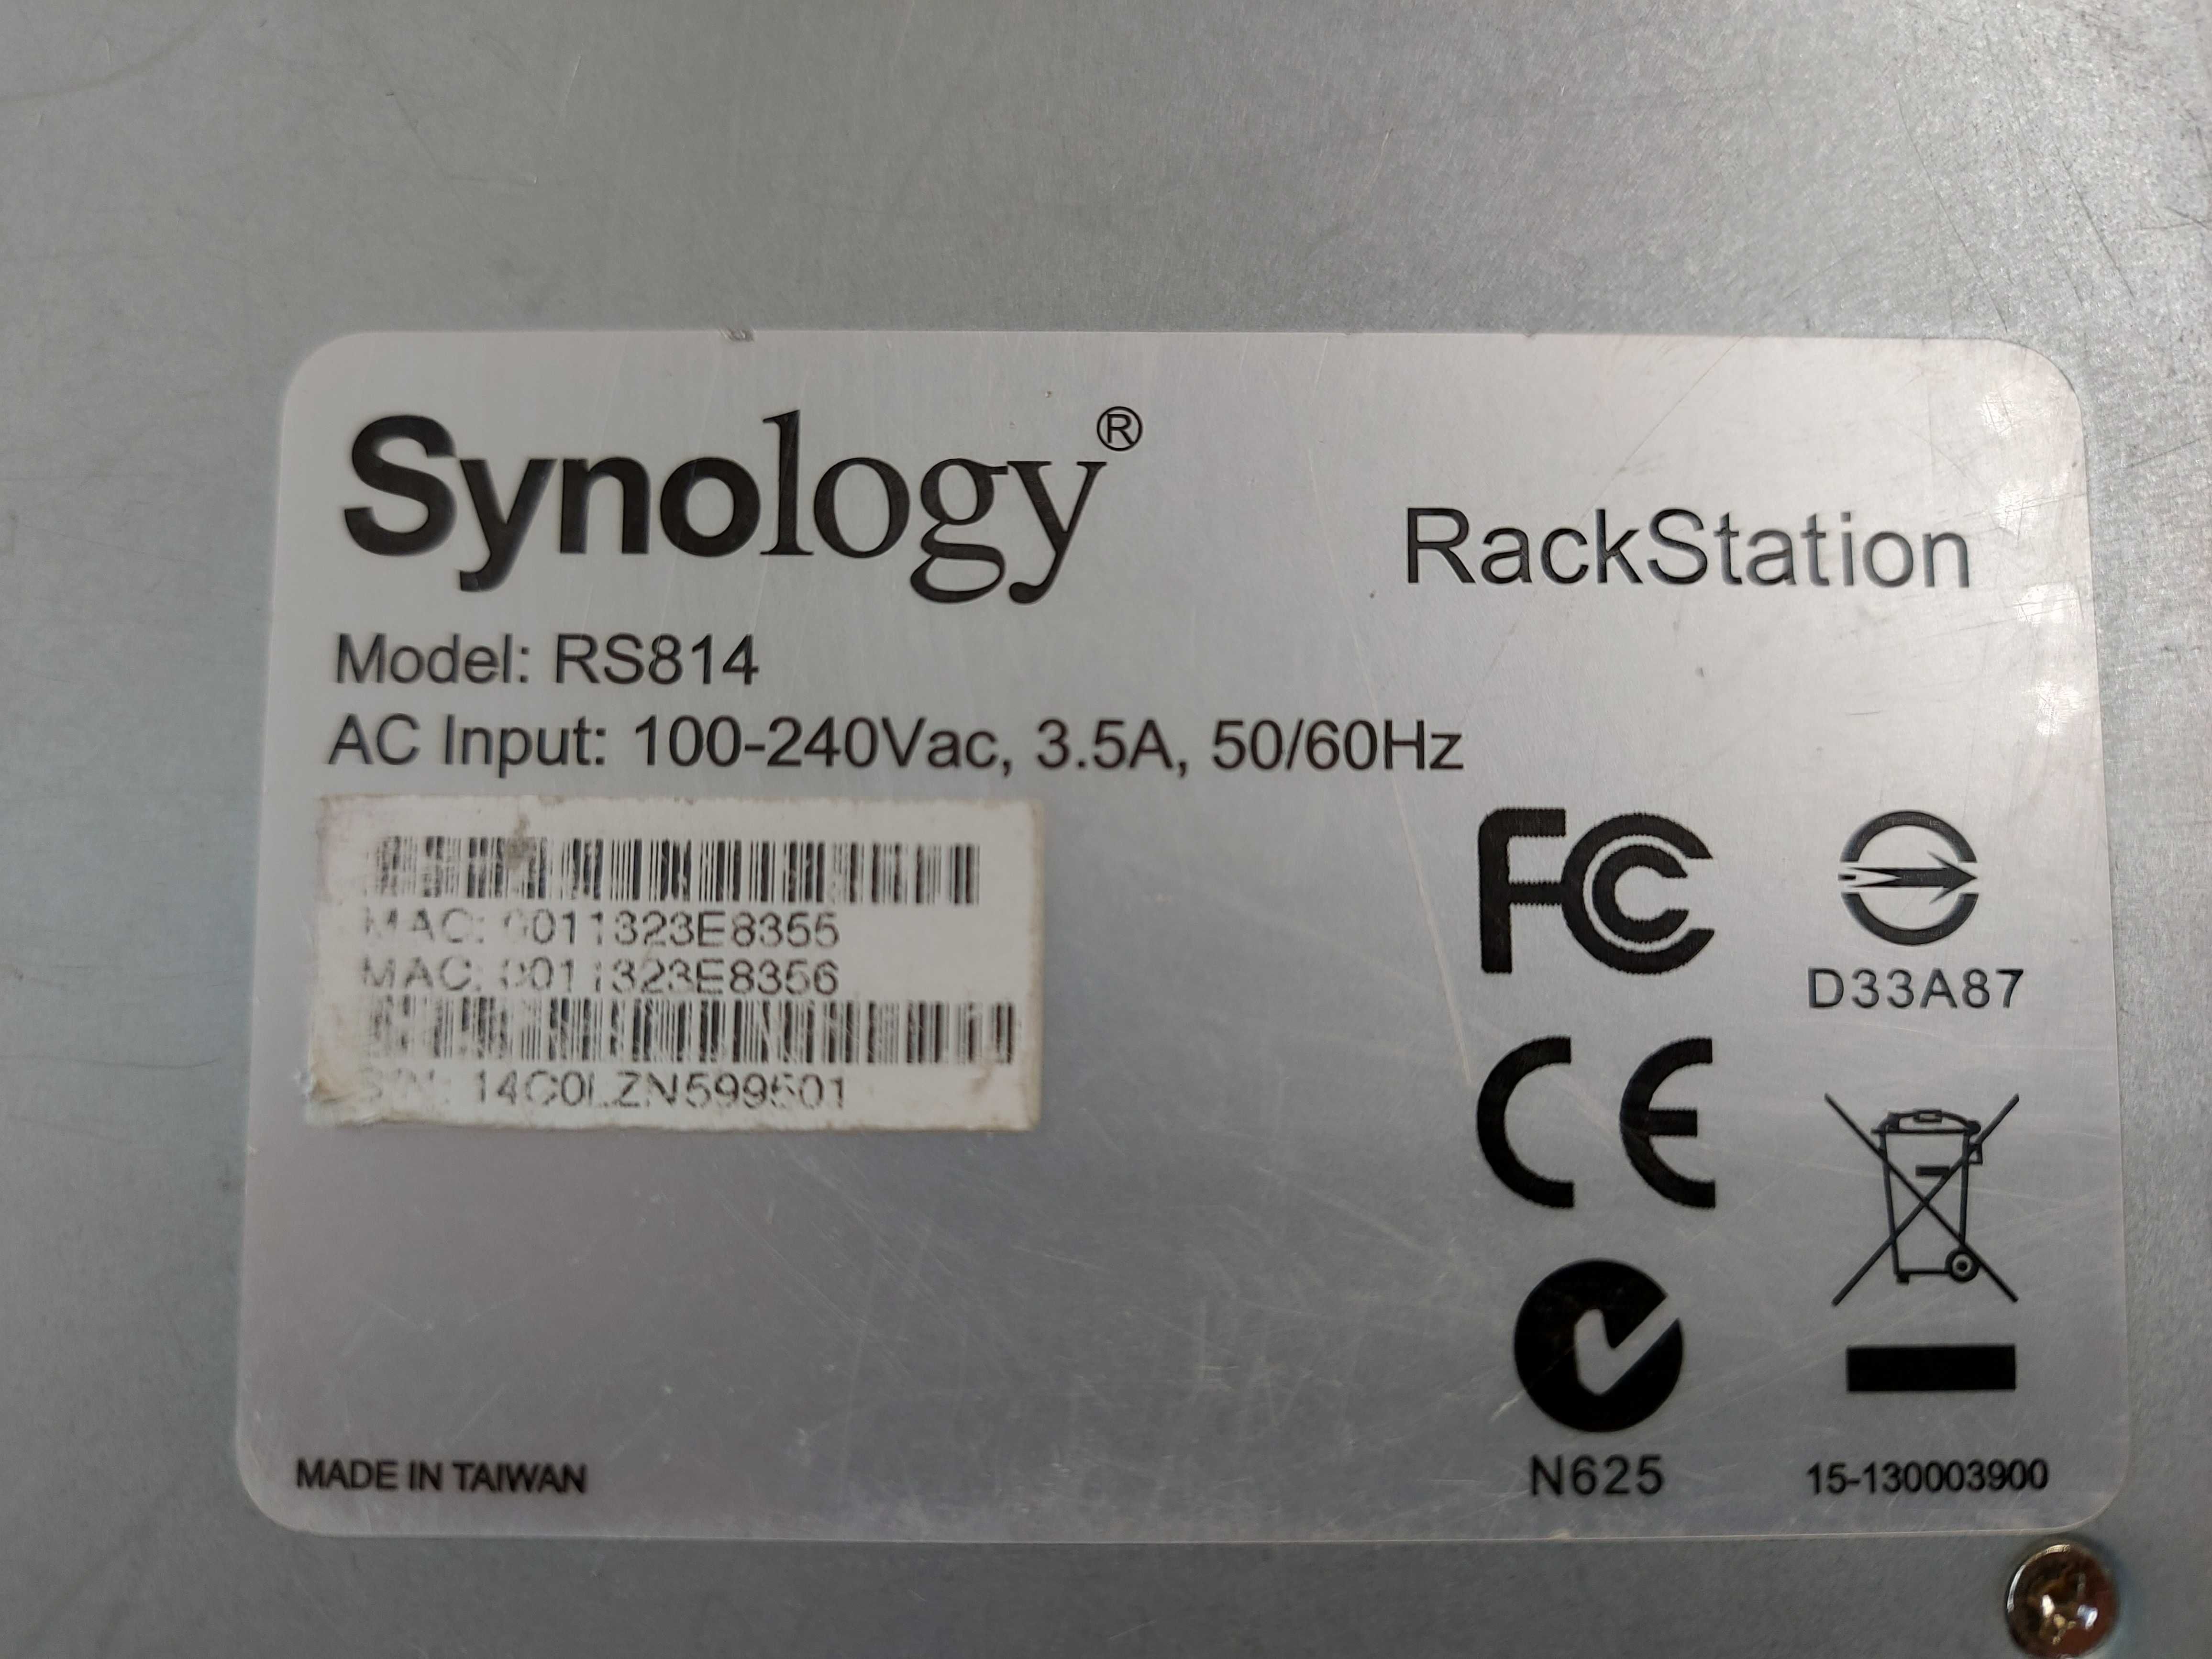 Synology®
RackStation
Model: RS814
AC Input: 100-240Vac, 3.5A, 50/60Hz
MAC: 0011323E8355
MAC: 0011323E8356
S/N: 14C0LZN599501
FC
D33A87
CE
N625
MADE IN TAIWAN
15-130003900